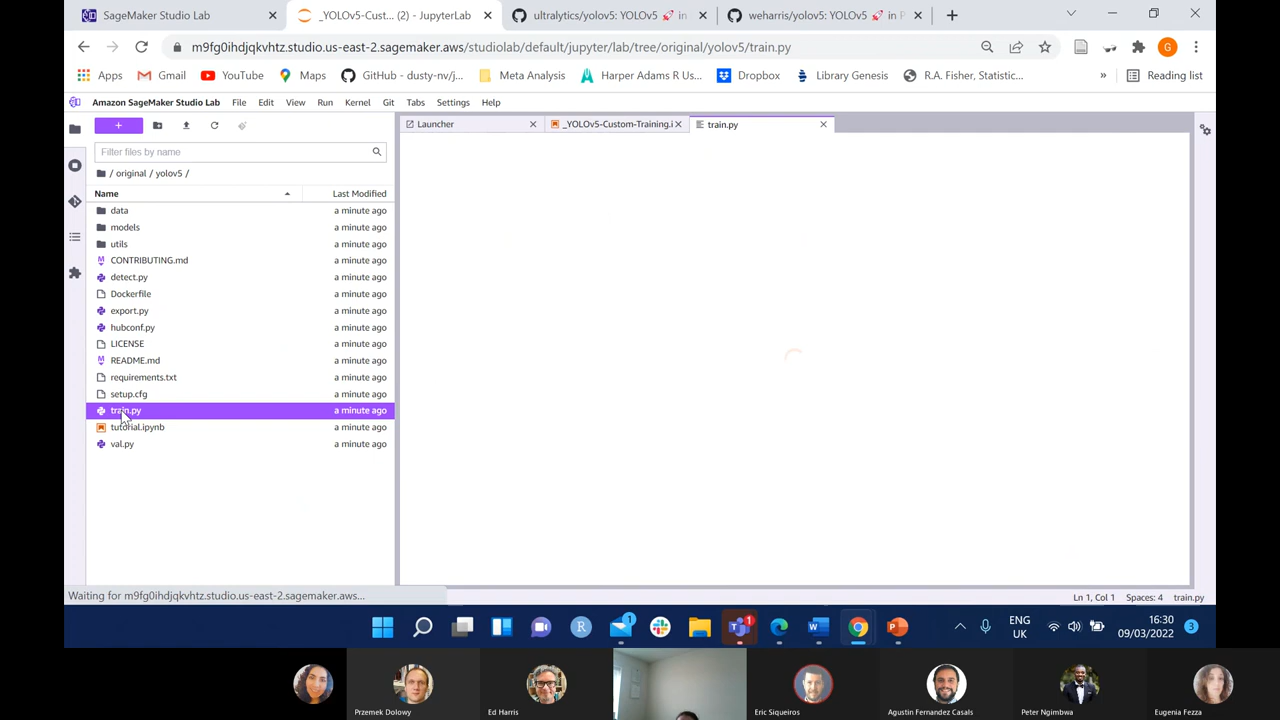 SageMaker Studio Lab
_YOLOv5-Cust... (2) - JupyterLab
ultralytics/yolov5: YOLOv5 🚀 in
weharris/yolov5: YOLOv5 🚀 in P
m9fg0ihdjqkvhtz.studio.us-east-2.sagemaker.aws/studiolab/default/jupyter/lab/tree/original/yolov5/train.py
G
Apps
Gmail
YouTube
Maps
GitHub - dusty-nv/j...
Meta Analysis
Harper Adams R Us...
Dropbox
Library Genesis
R.A. Fisher, Statistic...
»
Reading list
Amazon SageMaker Studio Lab
File
Edit
View
Run
Kernel
Git
Tabs
Settings
Help
Launcher
_YOLOv5-Custom-Training.i
train.py
Filter files by name
/ original / yolov5 /
Name
Last Modified
data
a minute ago
models
a minute ago
utils
a minute ago
CONTRIBUTING.md
a minute ago
detect.py
a minute ago
Dockerfile
a minute ago
export.py
a minute ago
hubconf.py
a minute ago
LICENSE
a minute ago
README.md
a minute ago
requirements.txt
a minute ago
setup.cfg
a minute ago
train.py
a minute ago
tutorial.ipynb
a minute ago
val.py
a minute ago
Waiting for m9fg0ihdjqkvhtz.studio.us-east-2.sagemaker.aws...
Ln 1, Col 1
Spaces: 4
train.py
R
1
1
ENG
UK
16:30
09/03/2022
3
Przemek Dolowy
Ed Harris
Eric Siqueiros
Agustin Fernandez Casals
Peter Ngimbwa
Eugenia Fezza